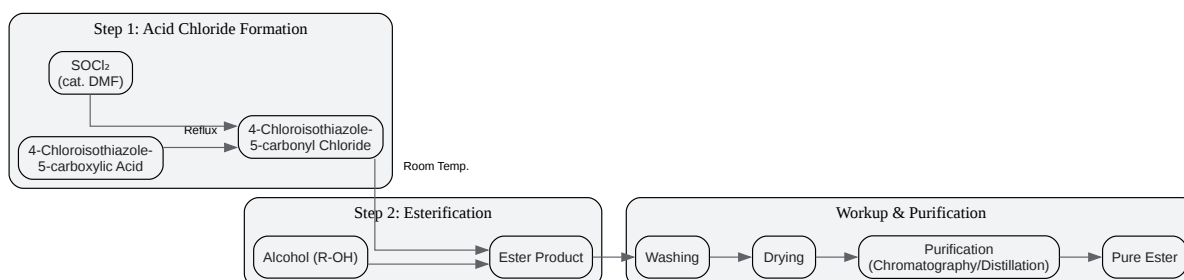 Step 1: Acid Chloride Formation
SOCl₂
(cat. DMF)
Reflux
4-Chloroisothiazole-
5-carboxylic Acid
4-Chloroisothiazole-
5-carbonyl Chloride
Room Temp.
Step 2: Esterification
Alcohol (R-OH)
Ester Product
Workup & Purification
Washing
Drying
Purification
(Chromatography/Distillation)
Pure Ester